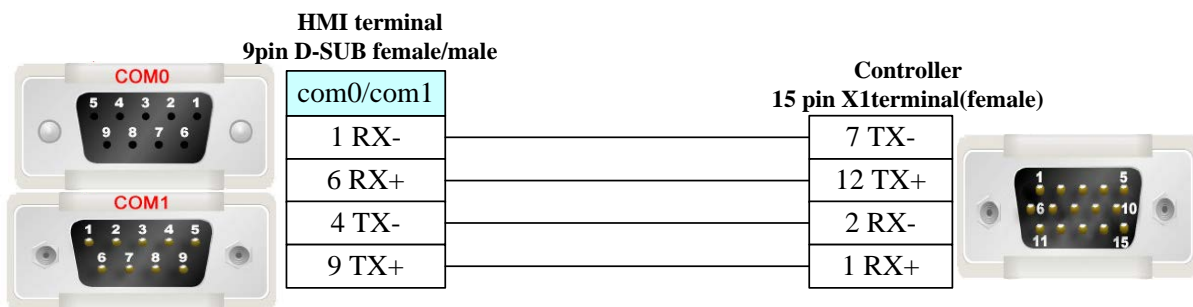 HMI terminal
9pin D-SUB female/male
COM0
5 4 3 2 1
9 8 7 6
COM1
1 2 3 4 5
6 7 8 9
com0/com1
1 RX-
6 RX+
4 TX-
9 TX+
Controller
15 pin X1terminal(female)
7 TX-
12 TX+
2 RX-
1 RX+
1 5
6 10
11 15